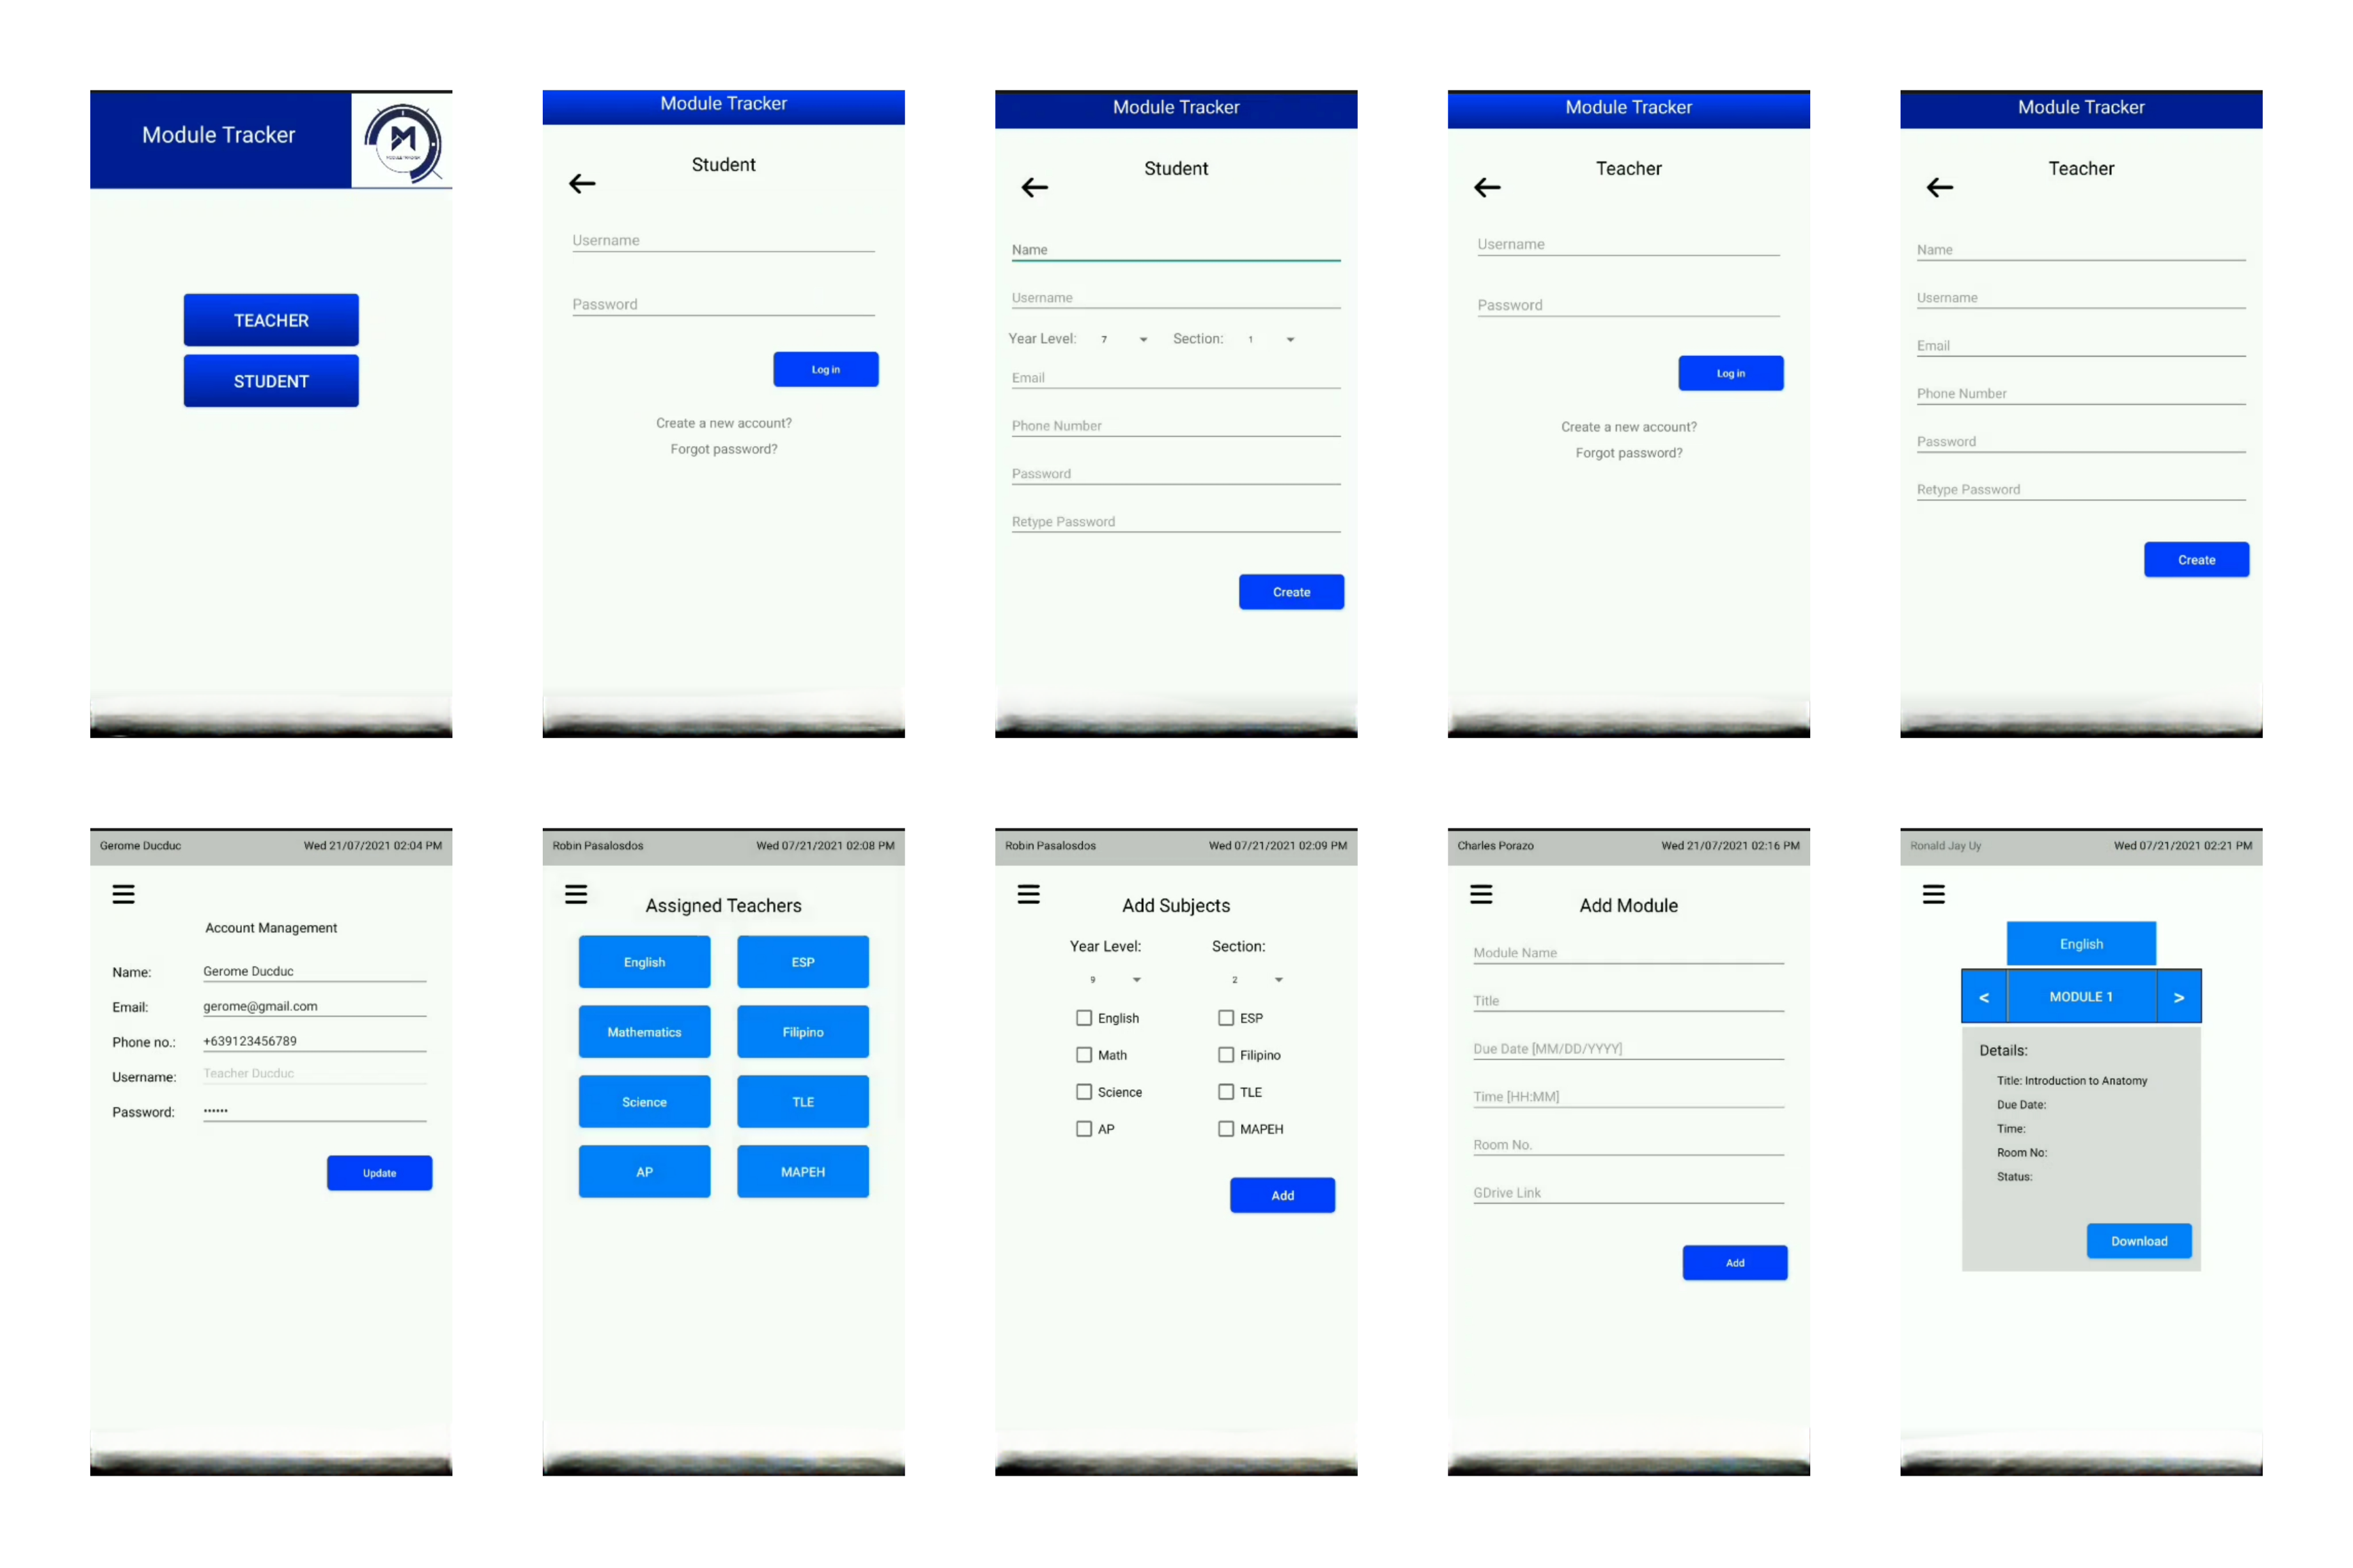 Module Tracker
MODULE TRACKER
TEACHER
STUDENT
Module Tracker
Student
Username
Password
Log in
Create a new account?
Forgot password?
Module Tracker
Student
Name
Username
Year Level: 7 Section: 1
Email
Phone Number
Password
Retype Password
Create
Module Tracker
Teacher
Username
Password
Log in
Create a new account?
Forgot password?
Module Tracker
Teacher
Name
Username
Email
Phone Number
Password
Retype Password
Create
Gerome Ducduc Wed 21/07/2021 02:04 PM
Account Management
Name: Gerome Ducduc
Email: gerome@gmail.com
Phone no.: +639123456789
Username: Teacher Ducduc
Password: ••••••
Update
Robin Pasalosdos Wed 07/21/2021 02:08 PM
Assigned Teachers
English ESP
Mathematics Filipino
Science TLE
AP MAPEH
Robin Pasalosdos Wed 07/21/2021 02:09 PM
Add Subjects
Year Level: Section:
9 2
English ESP
Math Filipino
Science TLE
AP MAPEH
Add
Charles Porazo Wed 21/07/2021 02:16 PM
Add Module
Module Name
Title
Due Date [MM/DD/YYYY]
Time [HH:MM]
Room No.
GDrive Link
Add
Ronald Jay Uy Wed 07/21/2021 02:21 PM
English
< MODULE 1 >
Details:
Title: Introduction to Anatomy
Due Date:
Time:
Room No:
Status:
Download